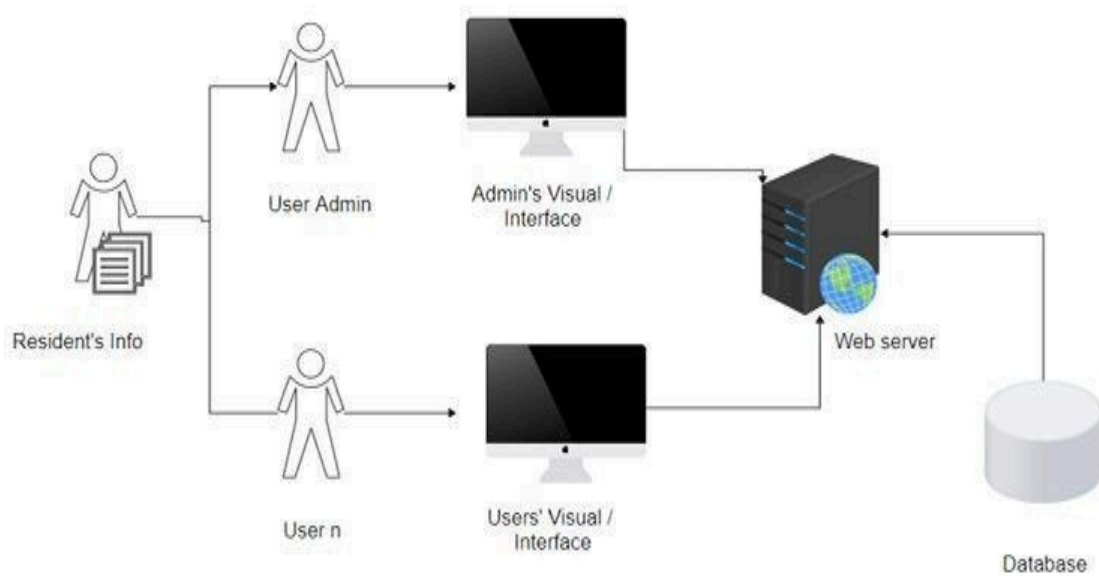 User Admin
Admin's Visual /
Interface
Resident's Info
Web server
User n
Users' Visual /
Interface
Database